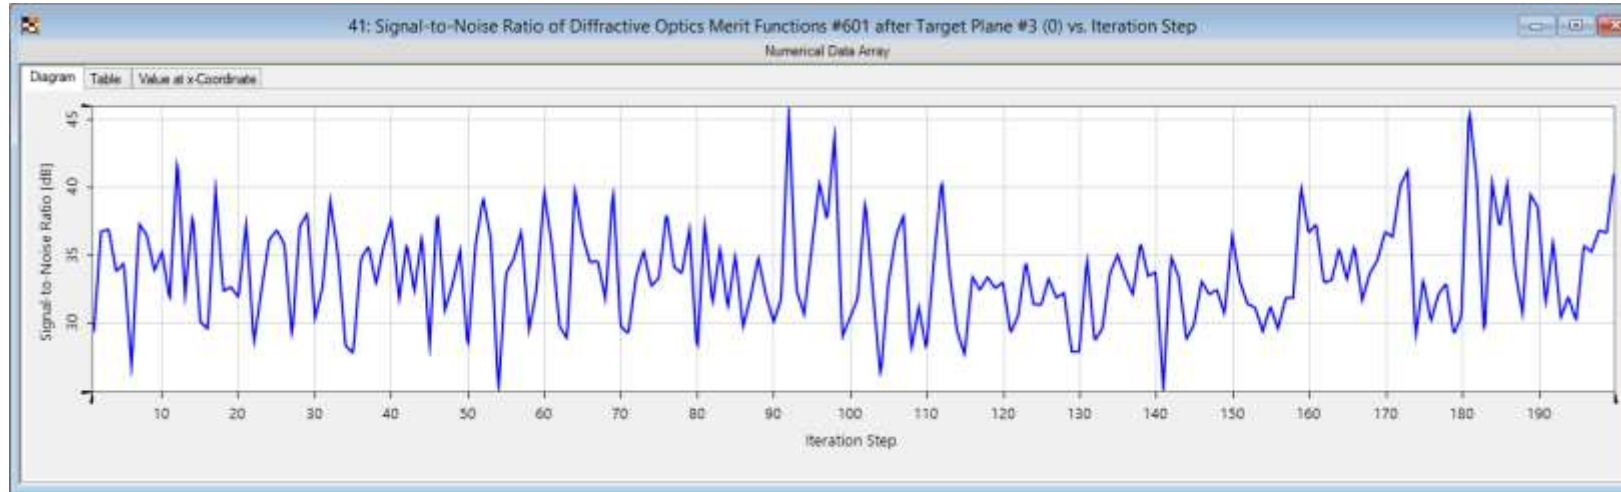 41: Signal-to-Noise Ratio of Diffractive Optics Merit Functions #601 after Target Plane #3 (0) vs. Iteration Step
Numerical Data Array
Diagram Table Value at x-Coordinate
Signal-to-Noise Ratio [dB]
45
40
35
30
10 20 30 40 50 60 70 80 90 100 110 120 130 140 150 160 170 180 190
Iteration Step